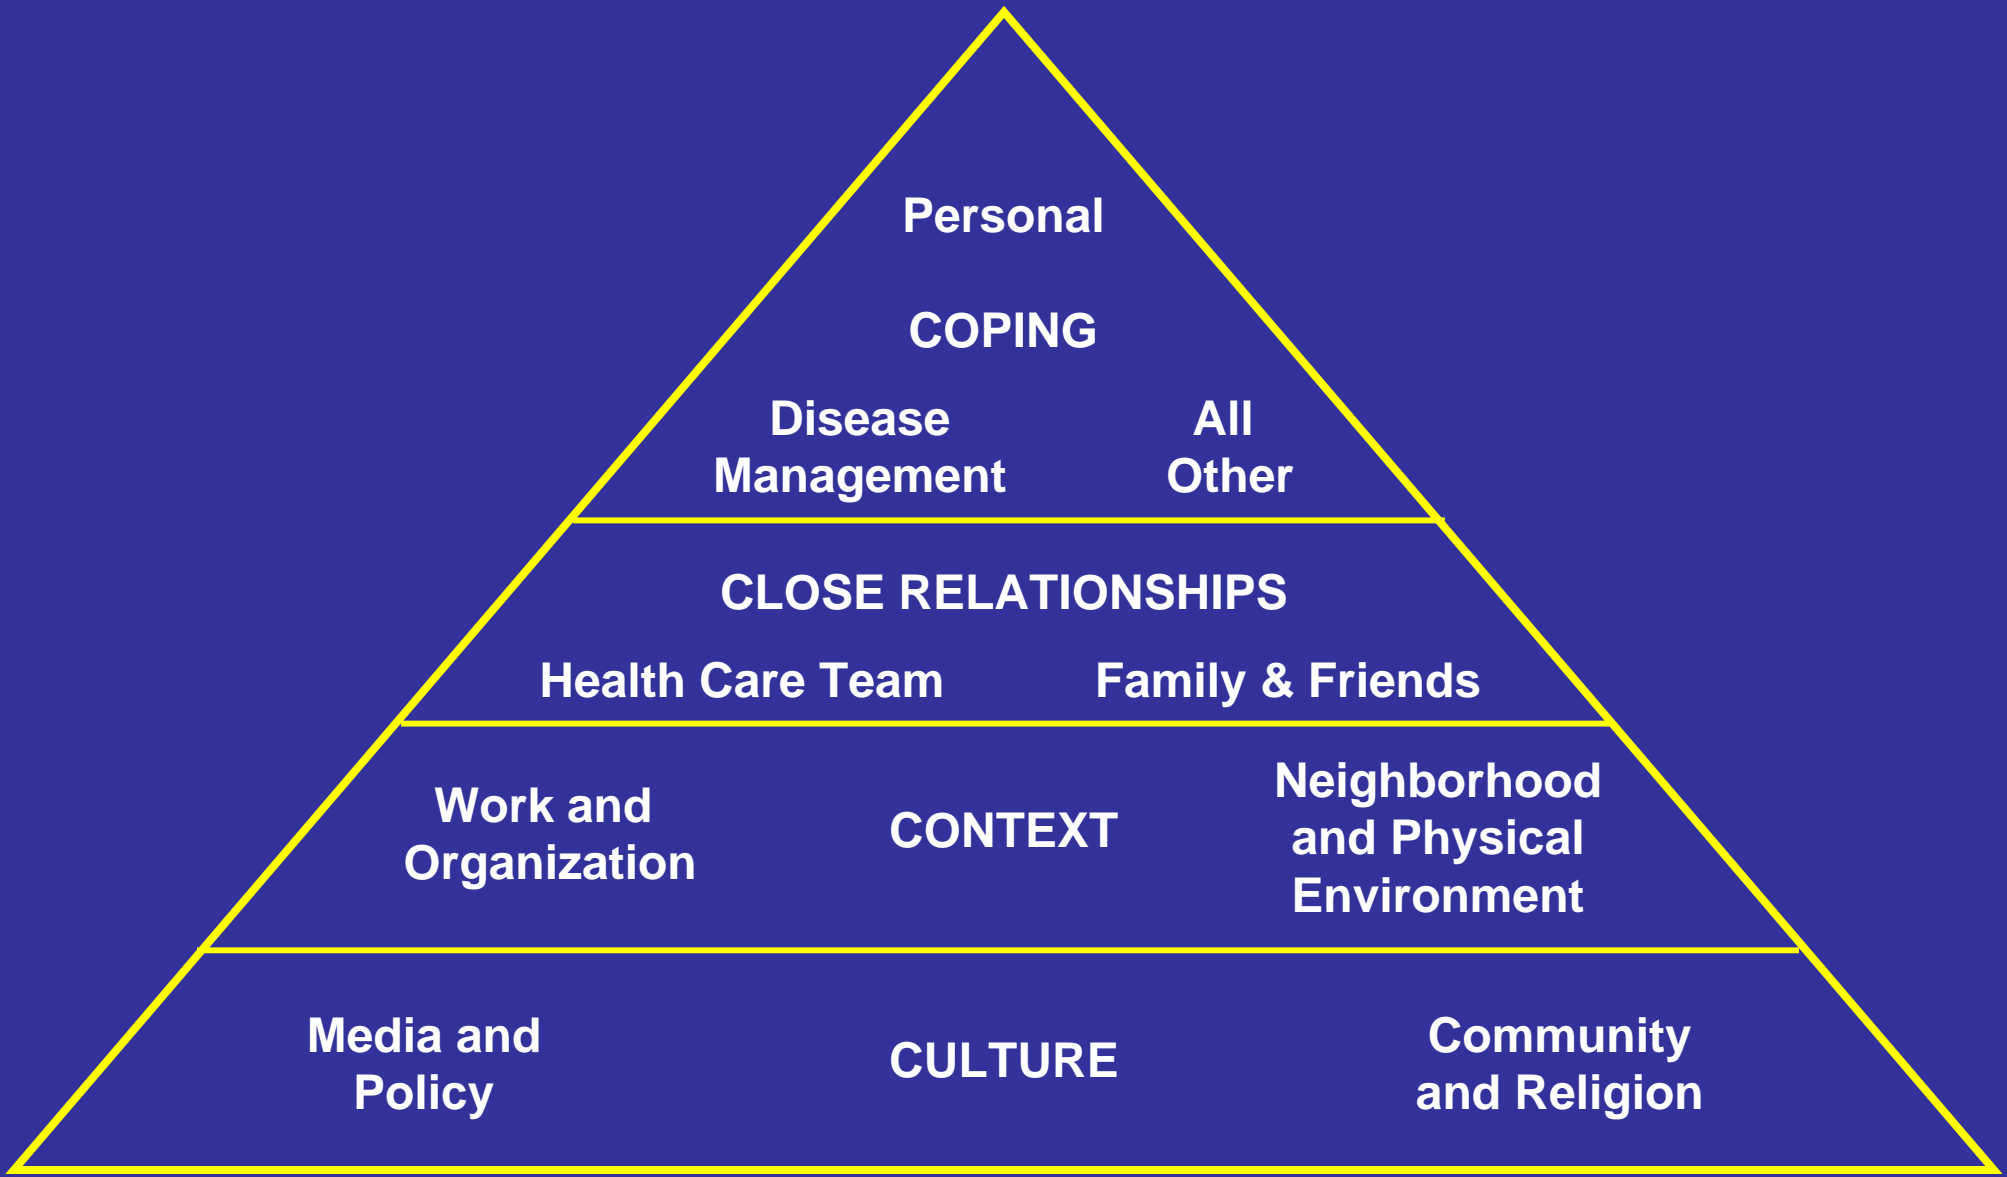 Personal
COPING
Disease
Management
All
Other
CLOSE RELATIONSHIPS
Health Care Team
Family & Friends
Work and
Organization
CONTEXT
Neighborhood
and Physical
Environment
Media and
Policy
CULTURE
Community
and Religion